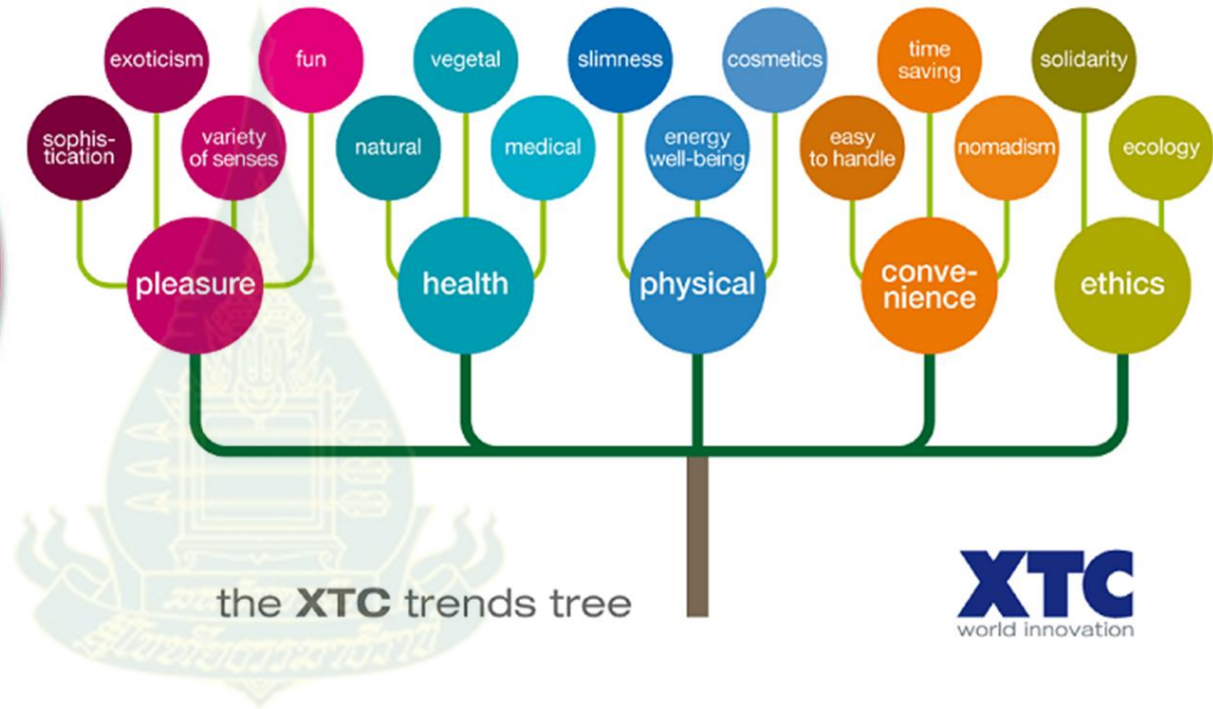 exoticism
fun
vegetal
slimness
cosmetics
time
saving
solidarity
sophis-
tication
variety
of senses
natural
medical
energy
well-being
easy
to handle
nomadism
ecology
pleasure
health
physical
conve-
nience
ethics
the XTC trends tree
XTC
world innovation